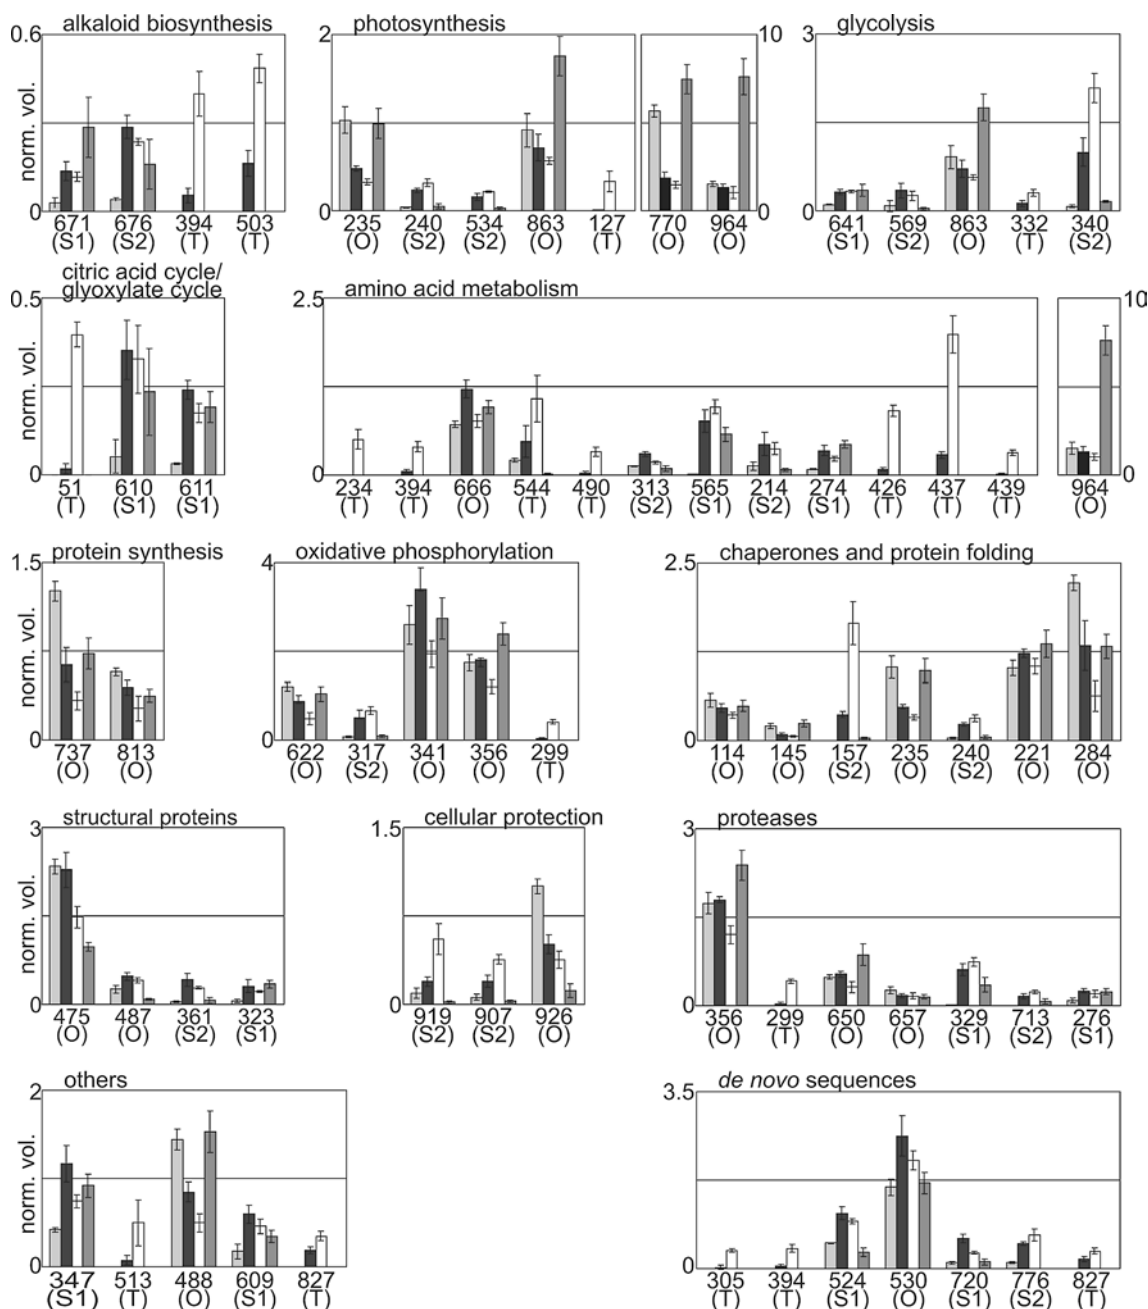 alkaloid biosynthesis
photosynthesis
glycolysis
0.6
2
10
3
norm. vol.
0
0
0
0
671 676 394 503
(S1) (S2) (T) (T)
235 240 534 863 127
(O) (S2) (S2) (O) (T)
770 964
(O) (O)
641 569 863 332 340
(S1) (S2) (O) (T) (S2)
citric acid cycle/
glyoxylate cycle
amino acid metabolism
0.5
2.5
10
norm. vol.
0
0
0
51 610 611
(T) (S1) (S1)
234 394 666 544 490 313 565 214 274 426 437 439
(T) (T) (O) (T) (T) (S2) (S1) (S2) (S1) (T) (T) (T)
964
(O)
protein synthesis
oxidative phosphorylation
chaperones and protein folding
1.5
4
2.5
norm. vol.
0
0
0
737 813
(O) (O)
622 317 341 356 299
(O) (S2) (O) (O) (T)
114 145 157 235 240 221 284
(O) (O) (S2) (O) (S2) (O) (O)
structural proteins
cellular protection
proteases
3
1.5
3
norm. vol.
0
0
0
475 487 361 323
(O) (O) (S2) (S1)
919 907 926
(S2) (S2) (O)
356 299 650 657 329 713 276
(O) (T) (O) (O) (S1) (S2) (S1)
others
de novo sequences
2
3.5
norm. vol.
0
0
347 513 488 609 827
(S1) (T) (O) (S1) (T)
305 394 524 530 720 776 827
(T) (T) (S1) (O) (S1) (S2) (T)